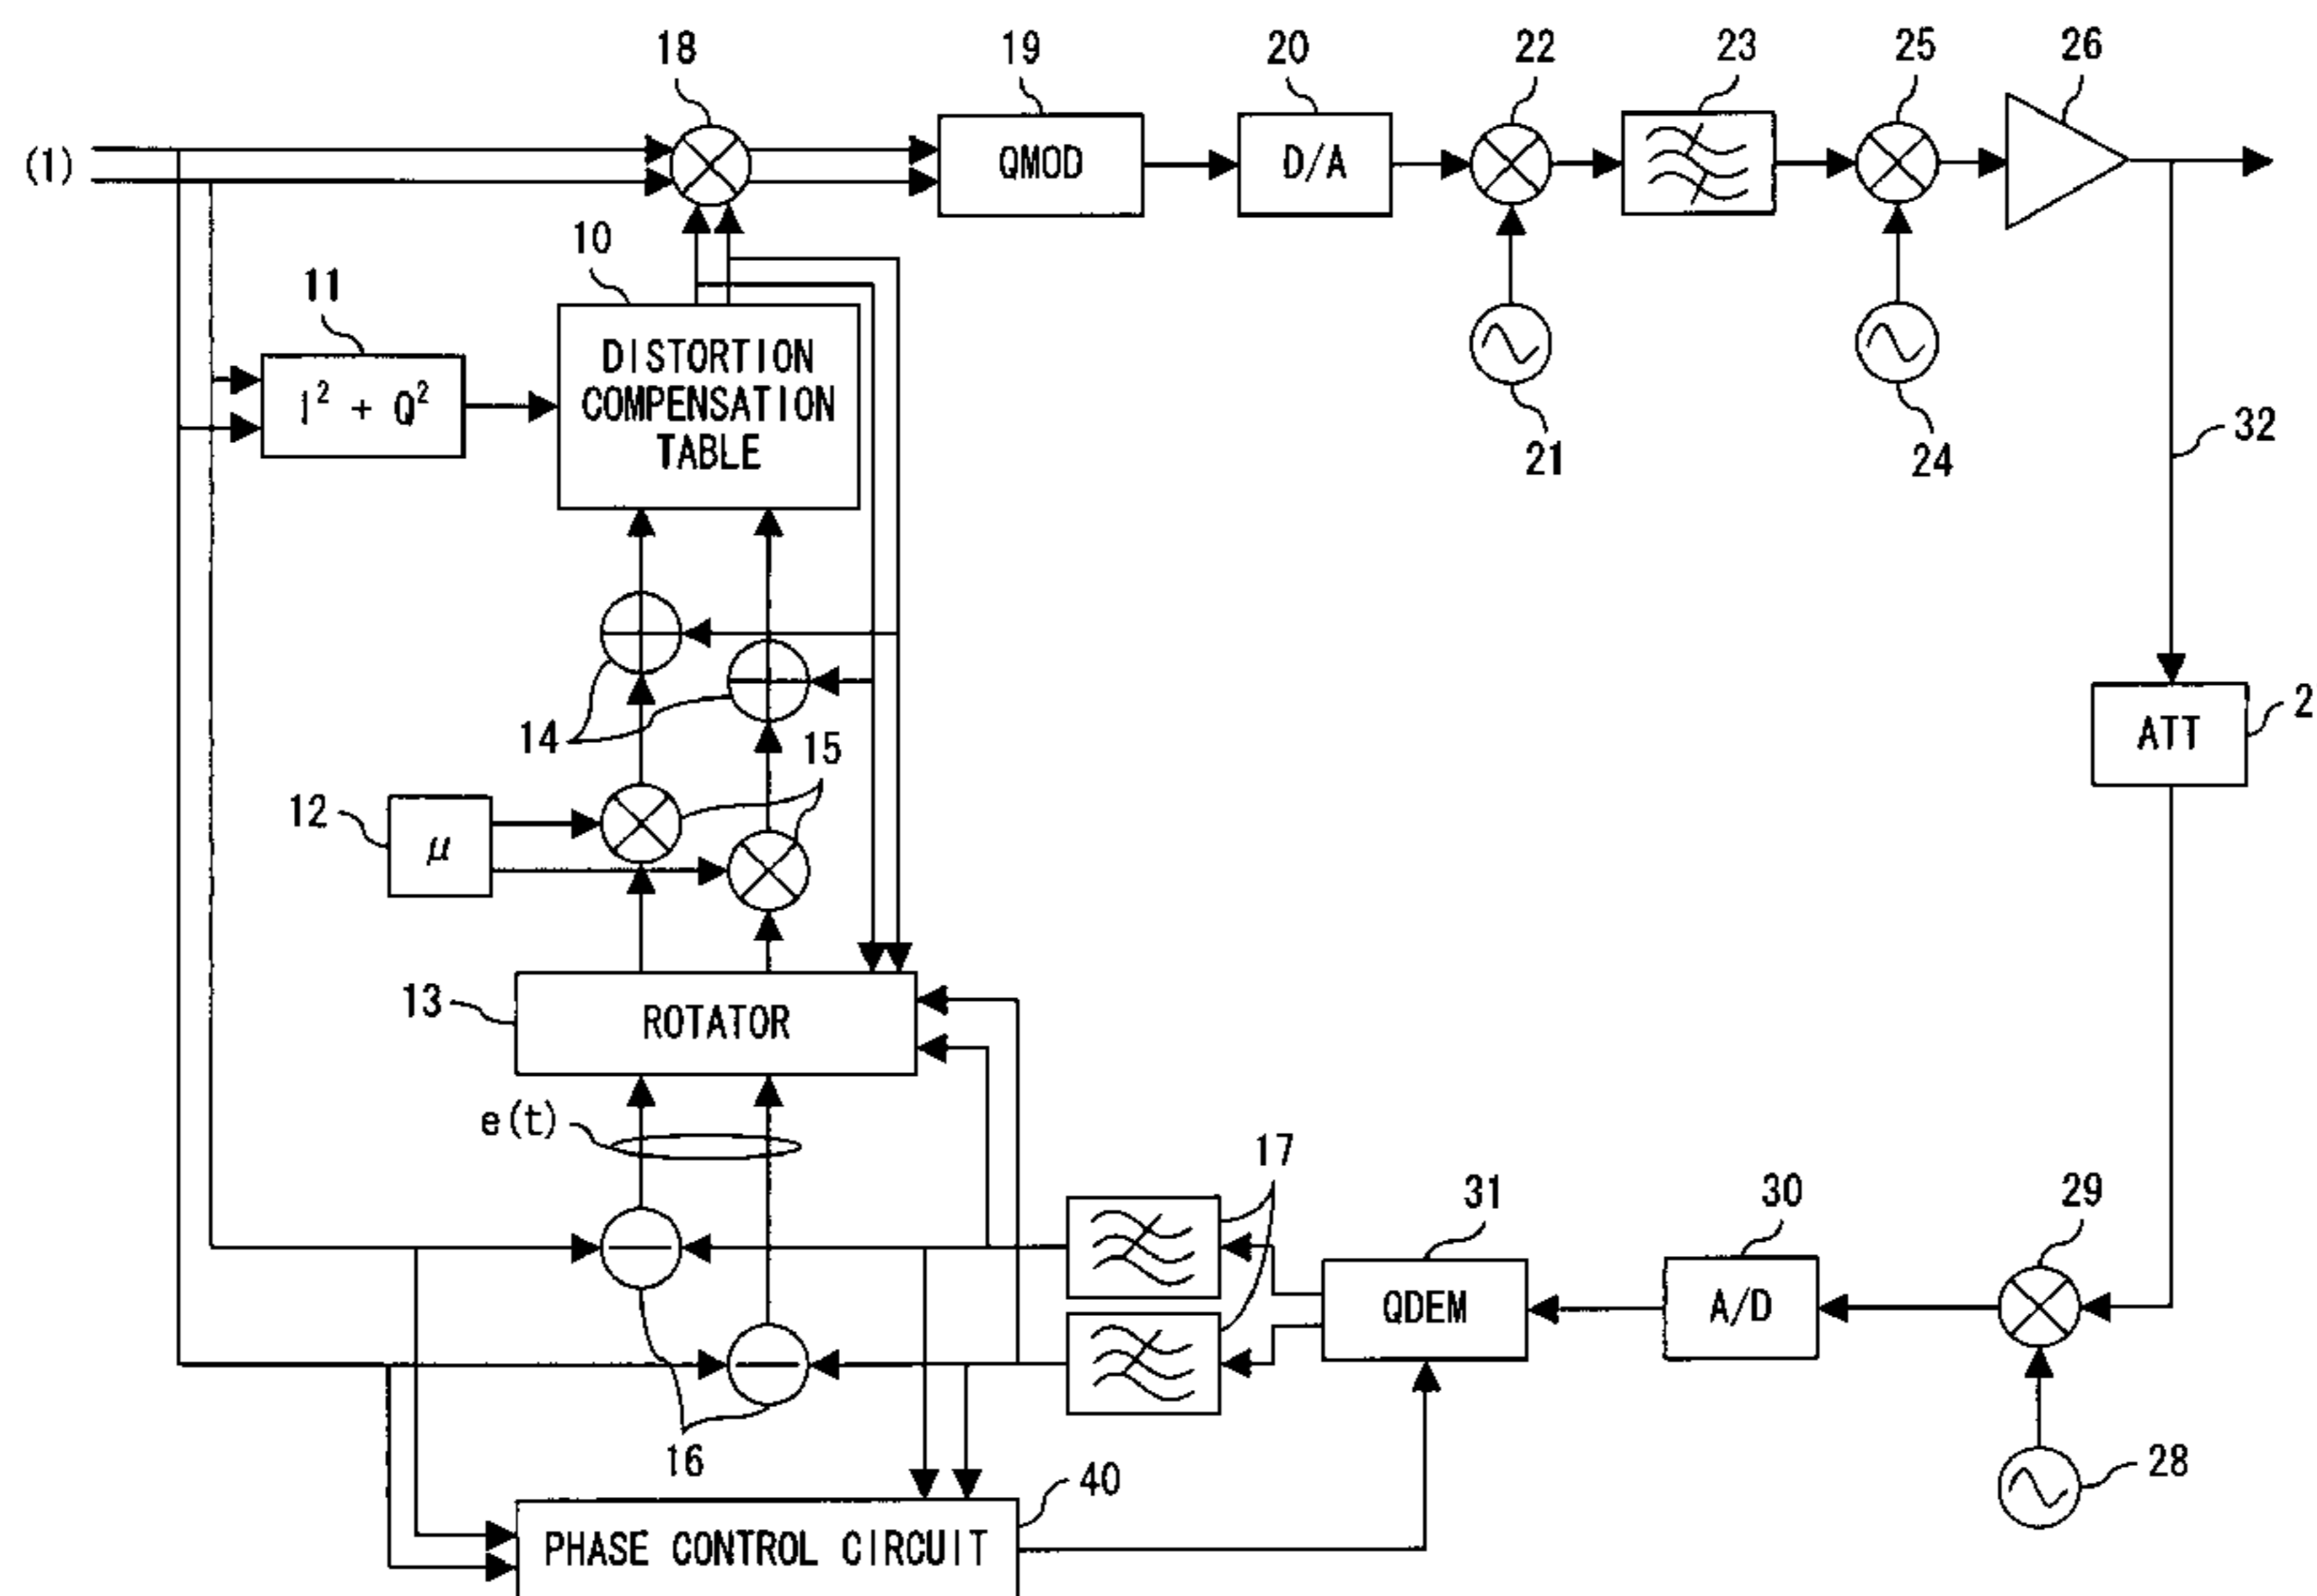 18
19
20
22
23
25
26
(1)
QMOD
D/A
10
11
DISTORTION
COMPENSATION
TABLE
I² + Q²
21
24
32
14
15
2
ATT
12
μ
13
ROTATOR
e(t)
17
31
30
29
QDEM
A/D
16
40
28
PHASE CONTROL CIRCUIT